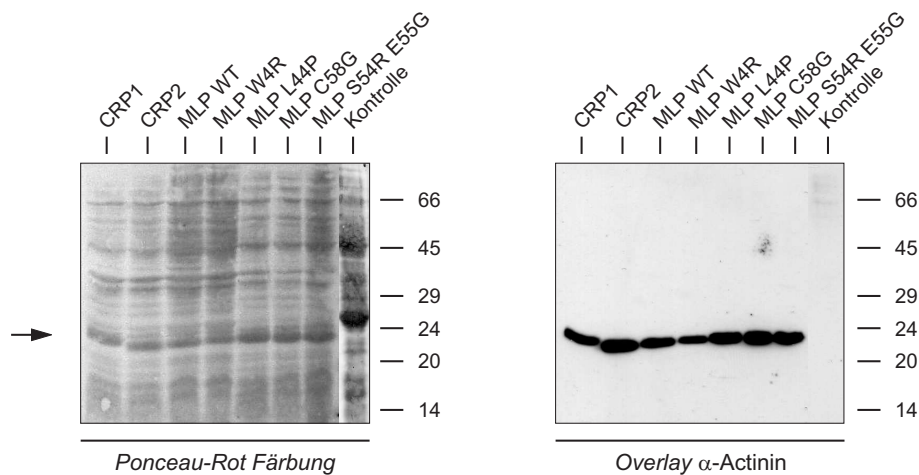 CRP1
CRP2
MLP WT
MLP W4R
MLP L44P
MLP C58G
MLP S54R E55G
Kontrolle
66
45
29
24
20
14
Ponceau-Rot Färbung
CRP1
CRP2
MLP WT
MLP W4R
MLP L44P
MLP C58G
MLP S54R E55G
Kontrolle
66
45
29
24
20
14
Overlay α-Actinin